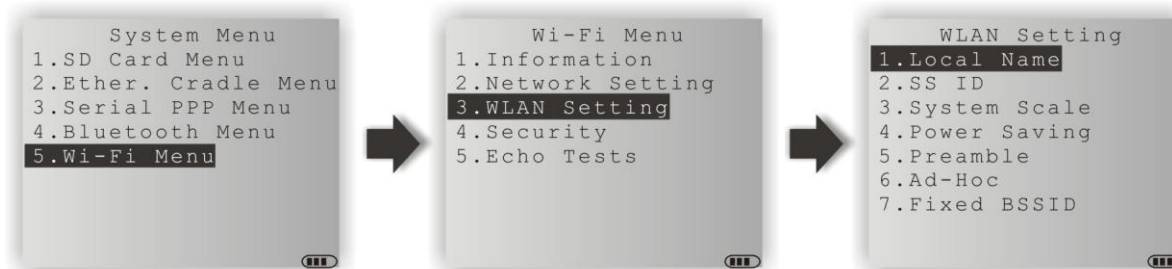 System Menu
1.SD Card Menu
2.Ether. Cradle Menu
3.Serial PPP Menu
4.Bluetooth Menu
5.Wi-Fi Menu
Wi-Fi Menu
1.Information
2.Network Setting
3.WLAN Setting
4.Security
5.Echo Tests
WLAN Setting
1.Local Name
2.SS ID
3.System Scale
4.Power Saving
5.Preamble
6.Ad-Hoc
7.Fixed BSSID